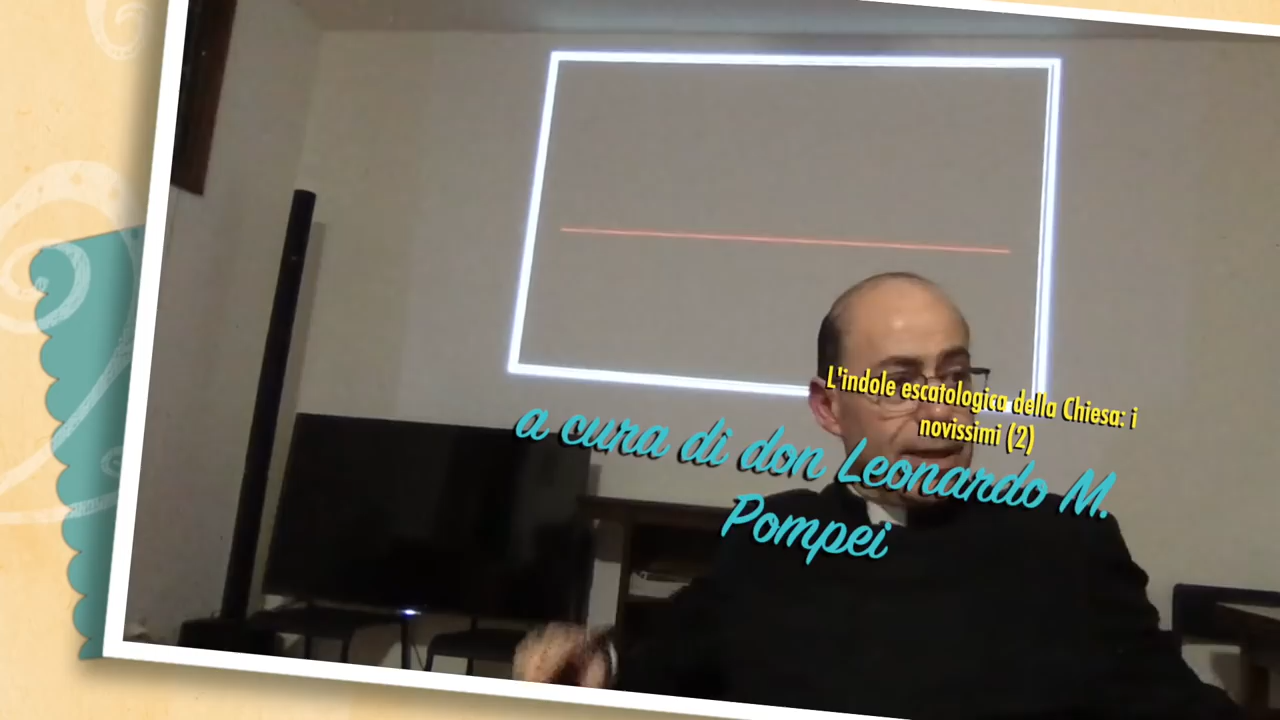 L'indole escatologica della Chiesa: i
novissimi (2)
a cura di don Leonardo M.
Pompei